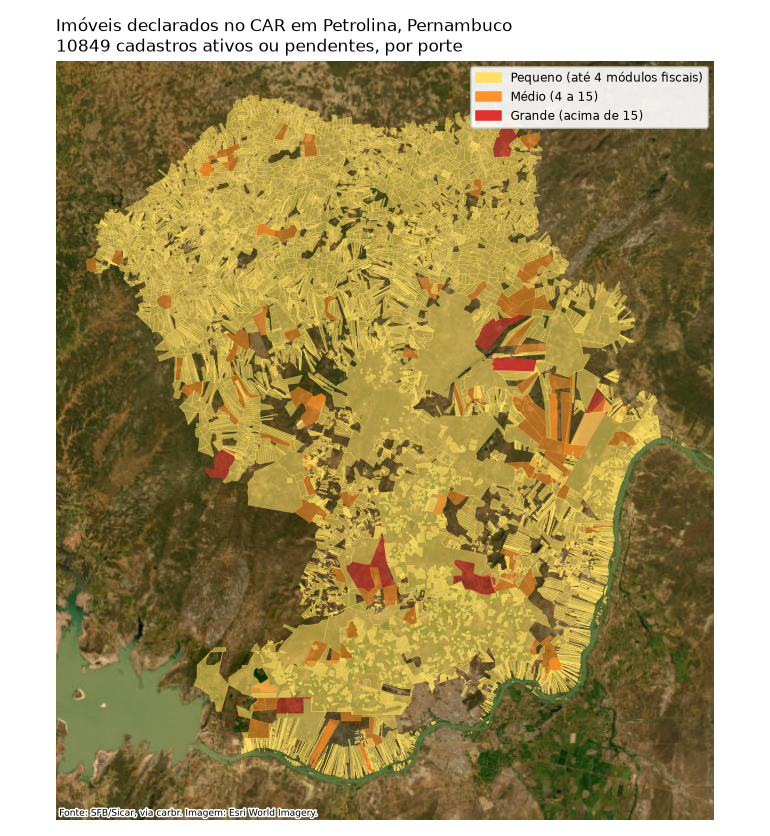 Imóveis declarados no CAR em Petrolina, Pernambuco
10849 cadastros ativos ou pendentes, por porte
Pequeno (até 4 módulos fiscais)
Médio (4 a 15)
Grande (acima de 15)
Fonte: SFB/Sicar, via carbr. Imagem: Esri World Imagery.